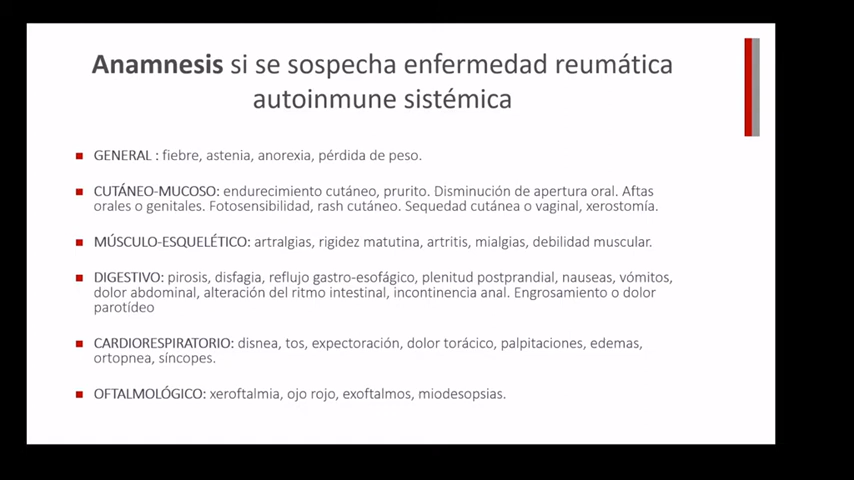 Anamnesis si se sospecha enfermedad reumática
autoinmune sistémica
GENERAL : fiebre, astenia, anorexia, pérdida de peso.
CUTÁNEO-MUCOSO: endurecimiento cutáneo, prurito. Disminución de apertura oral. Aftas
orales o genitales. Fotosensibilidad, rash cutáneo. Sequedad cutánea o vaginal, xerostomía.
MÚSCULO-ESQUELÉTICO: artralgias, rigidez matutina, artritis, mialgias, debilidad muscular.
DIGESTIVO: pirosis, disfagia, reflujo gastro-esofágico, plenitud postprandial, nauseas, vómitos,
dolor abdominal, alteración del ritmo intestinal, incontinencia anal. Engrosamiento o dolor
parotídeo
CARDIORESPIRATORIO: disnea, tos, expectoración, dolor torácico, palpitaciones, edemas,
ortopnea, síncopes.
OFTALMOLÓGICO: xeroftalmia, ojo rojo, exoftalmos, miodesopsias.